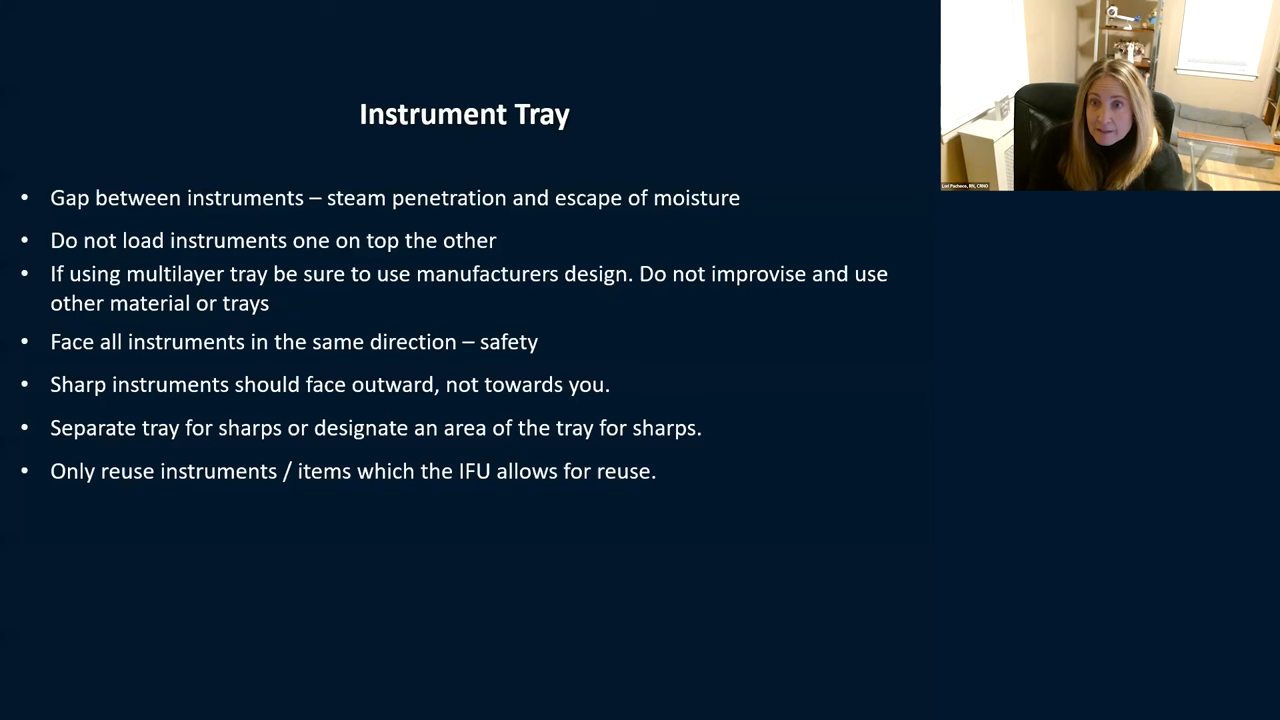 Instrument Tray
• Gap between instruments – steam penetration and escape of moisture
• Do not load instruments one on top the other
• If using multilayer tray be sure to use manufacturers design. Do not improvise and use
other material or trays
• Face all instruments in the same direction – safety
• Sharp instruments should face outward, not towards you.
• Separate tray for sharps or designate an area of the tray for sharps.
• Only reuse instruments / items which the IFU allows for reuse.
Lori Pacheco, RN, CRNO